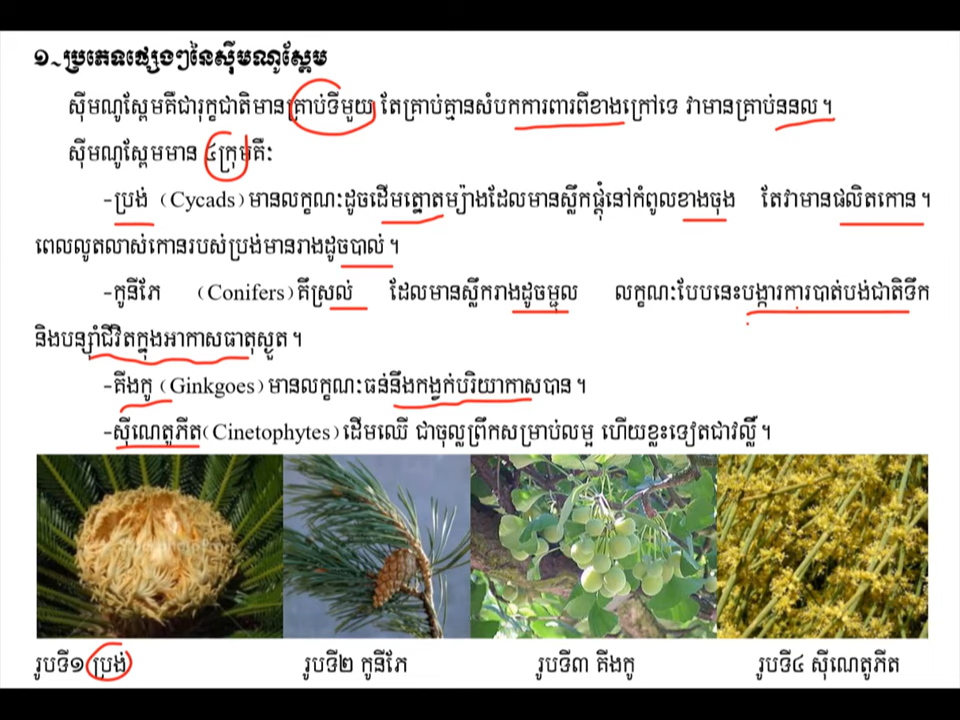 ១~ប្រភេទផ្សេងៗនៃស៊ីមណូស្ពែម
ស៊ីមណូស្ពែមគឺជារុក្ខជាតិមានគ្រាប់ទីមួយ តែគ្រាប់គ្មានសំបកការពារពីខាងក្រៅទេ វាមានគ្រាប់ននល។
ស៊ីមណូស្ពែមមាន ៤ក្រុមគឺៈ
-ប្រង់ (Cycads)មានលក្ខណៈដូចដើមត្នោតម្យ៉ាងដែលមានស្លឹកផ្តុំនៅកំពូលខាងចុង តែវាមានផលិតកោន។
ពេលលូតលាស់កោនរបស់ប្រង់មានរាងដូចបាល់។
-កូនីភែ (Conifers)គឺស្រល់ ដែលមានស្លឹករាងដូចម្ជុល លក្ខណៈបែបនេះបង្ការការបាត់បង់ជាតិទឹក
និងបន្ស៊ាំជីវិតក្នុងអាកាសធាតុស្ងួត។
-គីងកូ (Ginkgoes)មានលក្ខណៈធន់នឹងកង្វក់បរិយាកាសបាន។
-ស៊ីណេតូភីត(Cinetophytes)ដើមឈើ ជាចុល្លព្រឹកសម្រាប់លម្អ ហើយខ្លះទៀតជាវល្លិ៍។
រូបទី១ ប្រង់ រូបទី២ កូនីភែ រូបទី៣ គីងកូ រូបទី៤ ស៊ីណេតូភីត